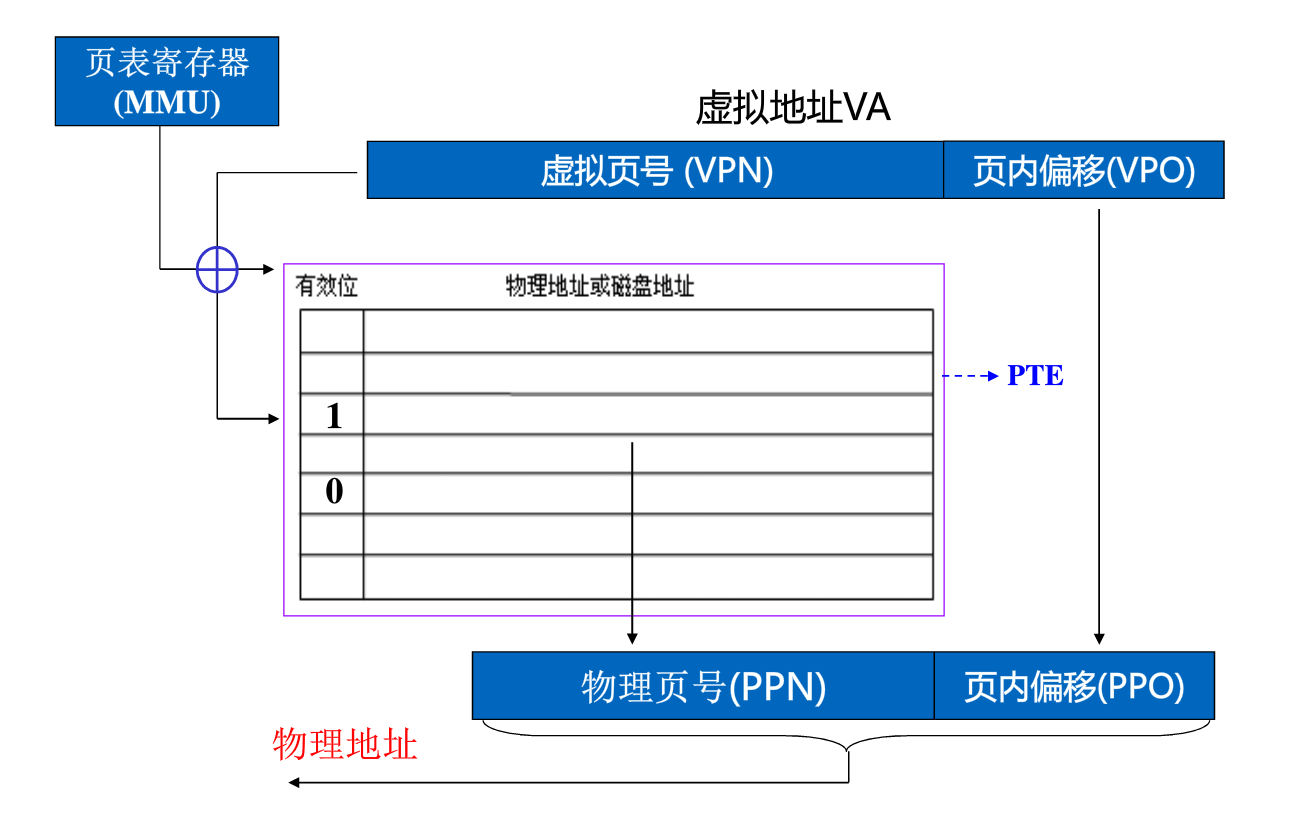 页表寄存器
(MMU)
虚拟地址VA
虚拟页号 (VPN)
页内偏移(VPO)
有效位
物理地址或磁盘地址
PTE
1
0
物理页号(PPN)
页内偏移(PPO)
物理地址